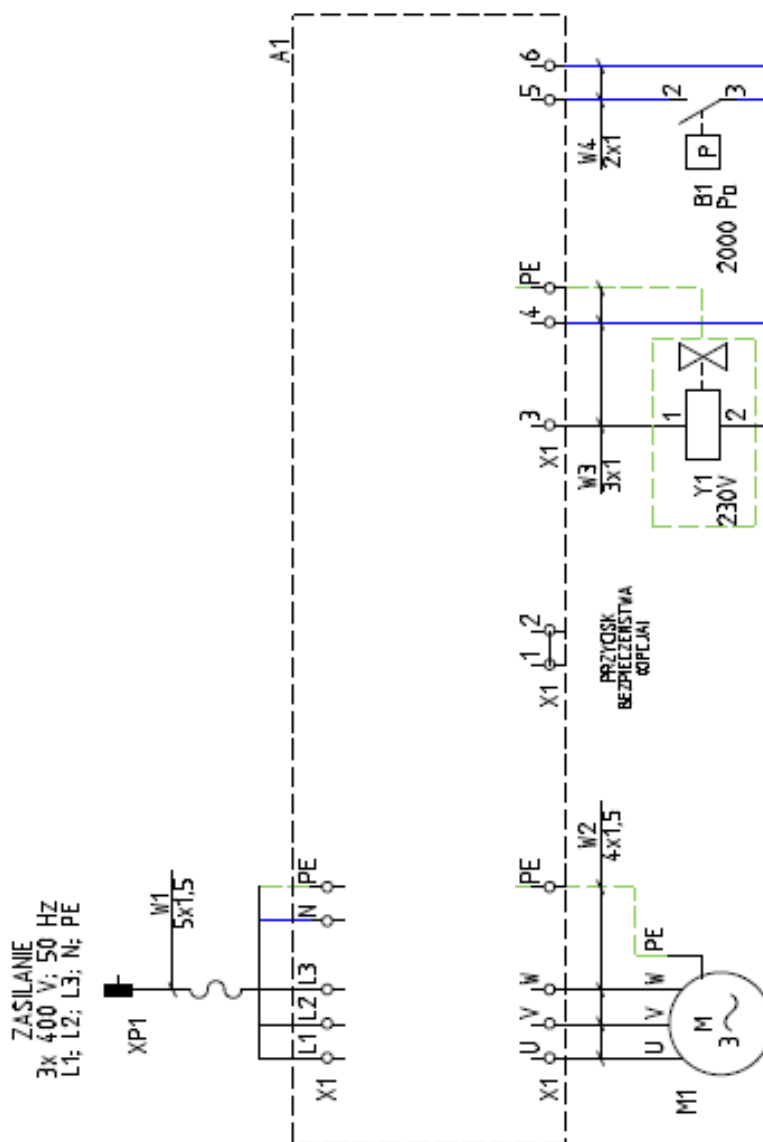 ZASILANIE
3x 400 V; 50 HZ
L1; L2; L3; N; PE
XP1
W1
5x1,5
A1
X1
L1
L2
L3
N
PE
X1
U
V
W
PE
X1
1
2
X1
3
4
PE
5
6
W2
4x1,5
PRZYCISK
BEZPIECZEŃSTWA
(OPCJA)
W3
3x1
W4
2x1
M1
U
V
W
PE
M
3~
Y1
230V
1
2
B1
2000 Pa
P
2
3